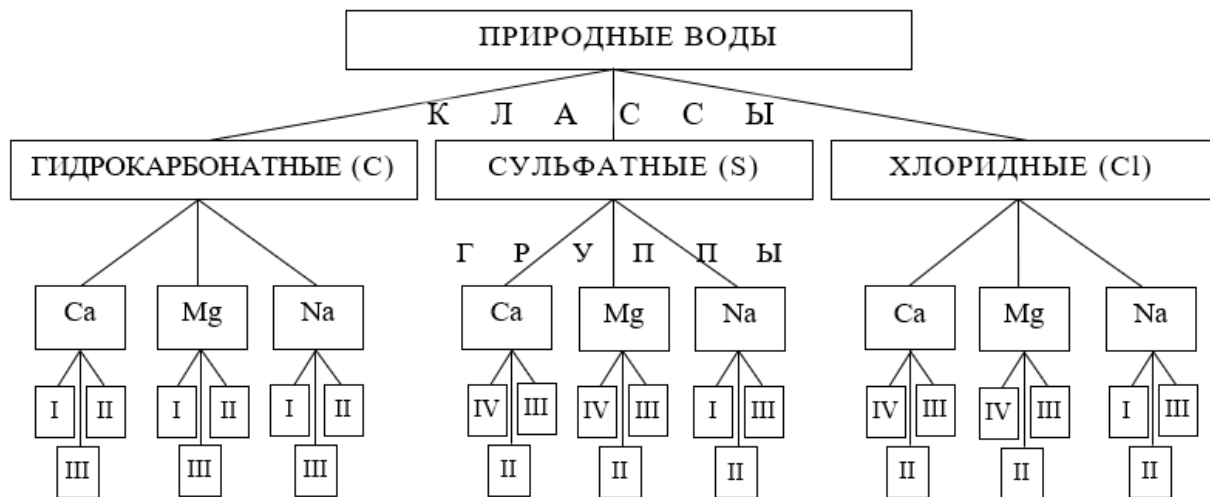 ПРИРОДНЫЕ ВОДЫ
К Л А С С Ы
ГИДРОКАРБОНАТНЫЕ (C) СУЛЬФАТНЫЕ (S) ХЛОРИДНЫЕ (Cl)
Г Р У П П Ы
Ca Mg Na Ca Mg Na Ca Mg Na
I II I II I II IV III IV III I III IV III IV III I III
III III III II II II II II II